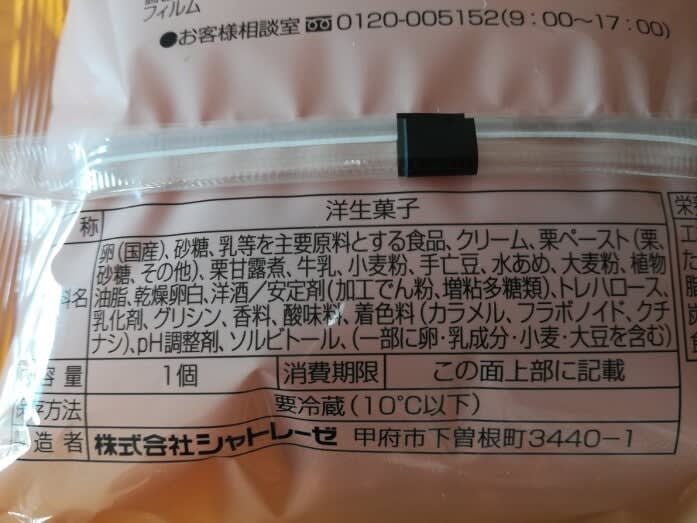 フィルム
●お客様相談室 0120-005152(9：00～17：00)
称 洋生菓子
卵(国産)、砂糖、乳等を主要原料とする食品、クリーム、栗ペースト(栗、
砂糖、その他)、栗甘露煮、牛乳、小麦粉、手亡豆、水あめ、大麦粉、植物
料名 油脂、乾燥卵白、洋酒／安定剤(加工でん粉、増粘多糖類)、トレハロース、
乳化剤、グリシン、香料、酸味料、着色料(カラメル、フラボノイド、クチ
ナシ)、pH調整剤、ソルビトール、(一部に卵・乳成分・小麦・大豆を含む)
容量 1個 消費期限 この面上部に記載
保存方法 要冷蔵(10℃以下)
製造者 株式会社シャトレーゼ 甲府市下曽根町3440-1
栄
エ
た
脂
炭
食